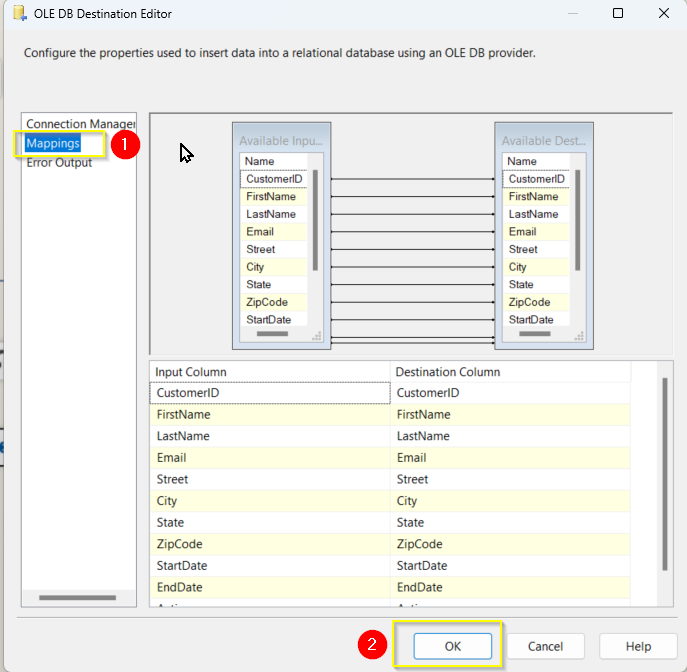 OLE DB Destination Editor
Configure the properties used to insert data into a relational database using an OLE DB provider.
Connection Manager
Mappings
1
Error Output
Available Inpu...
Name
CustomerID
FirstName
LastName
Email
Street
City
State
ZipCode
StartDate
Available Dest...
Name
CustomerID
FirstName
LastName
Email
Street
City
State
ZipCode
StartDate
Input Column Destination Column
CustomerID CustomerID
FirstName FirstName
LastName LastName
Email Email
Street Street
City City
State State
ZipCode ZipCode
StartDate StartDate
EndDate EndDate
2
OK Cancel Help